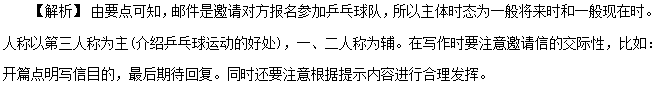 【解析】 由要点可知，邮件是邀请对方报名参加乒乓球队，所以主体时态为一般将来时和一般现在时。
人称以第三人称为主(介绍乒乓球运动的好处)，一、二人称为辅。在写作时要注意邀请信的交际性，比如：
开篇点明写信目的，最后期待回复。同时还要注意根据提示内容进行合理发挥。